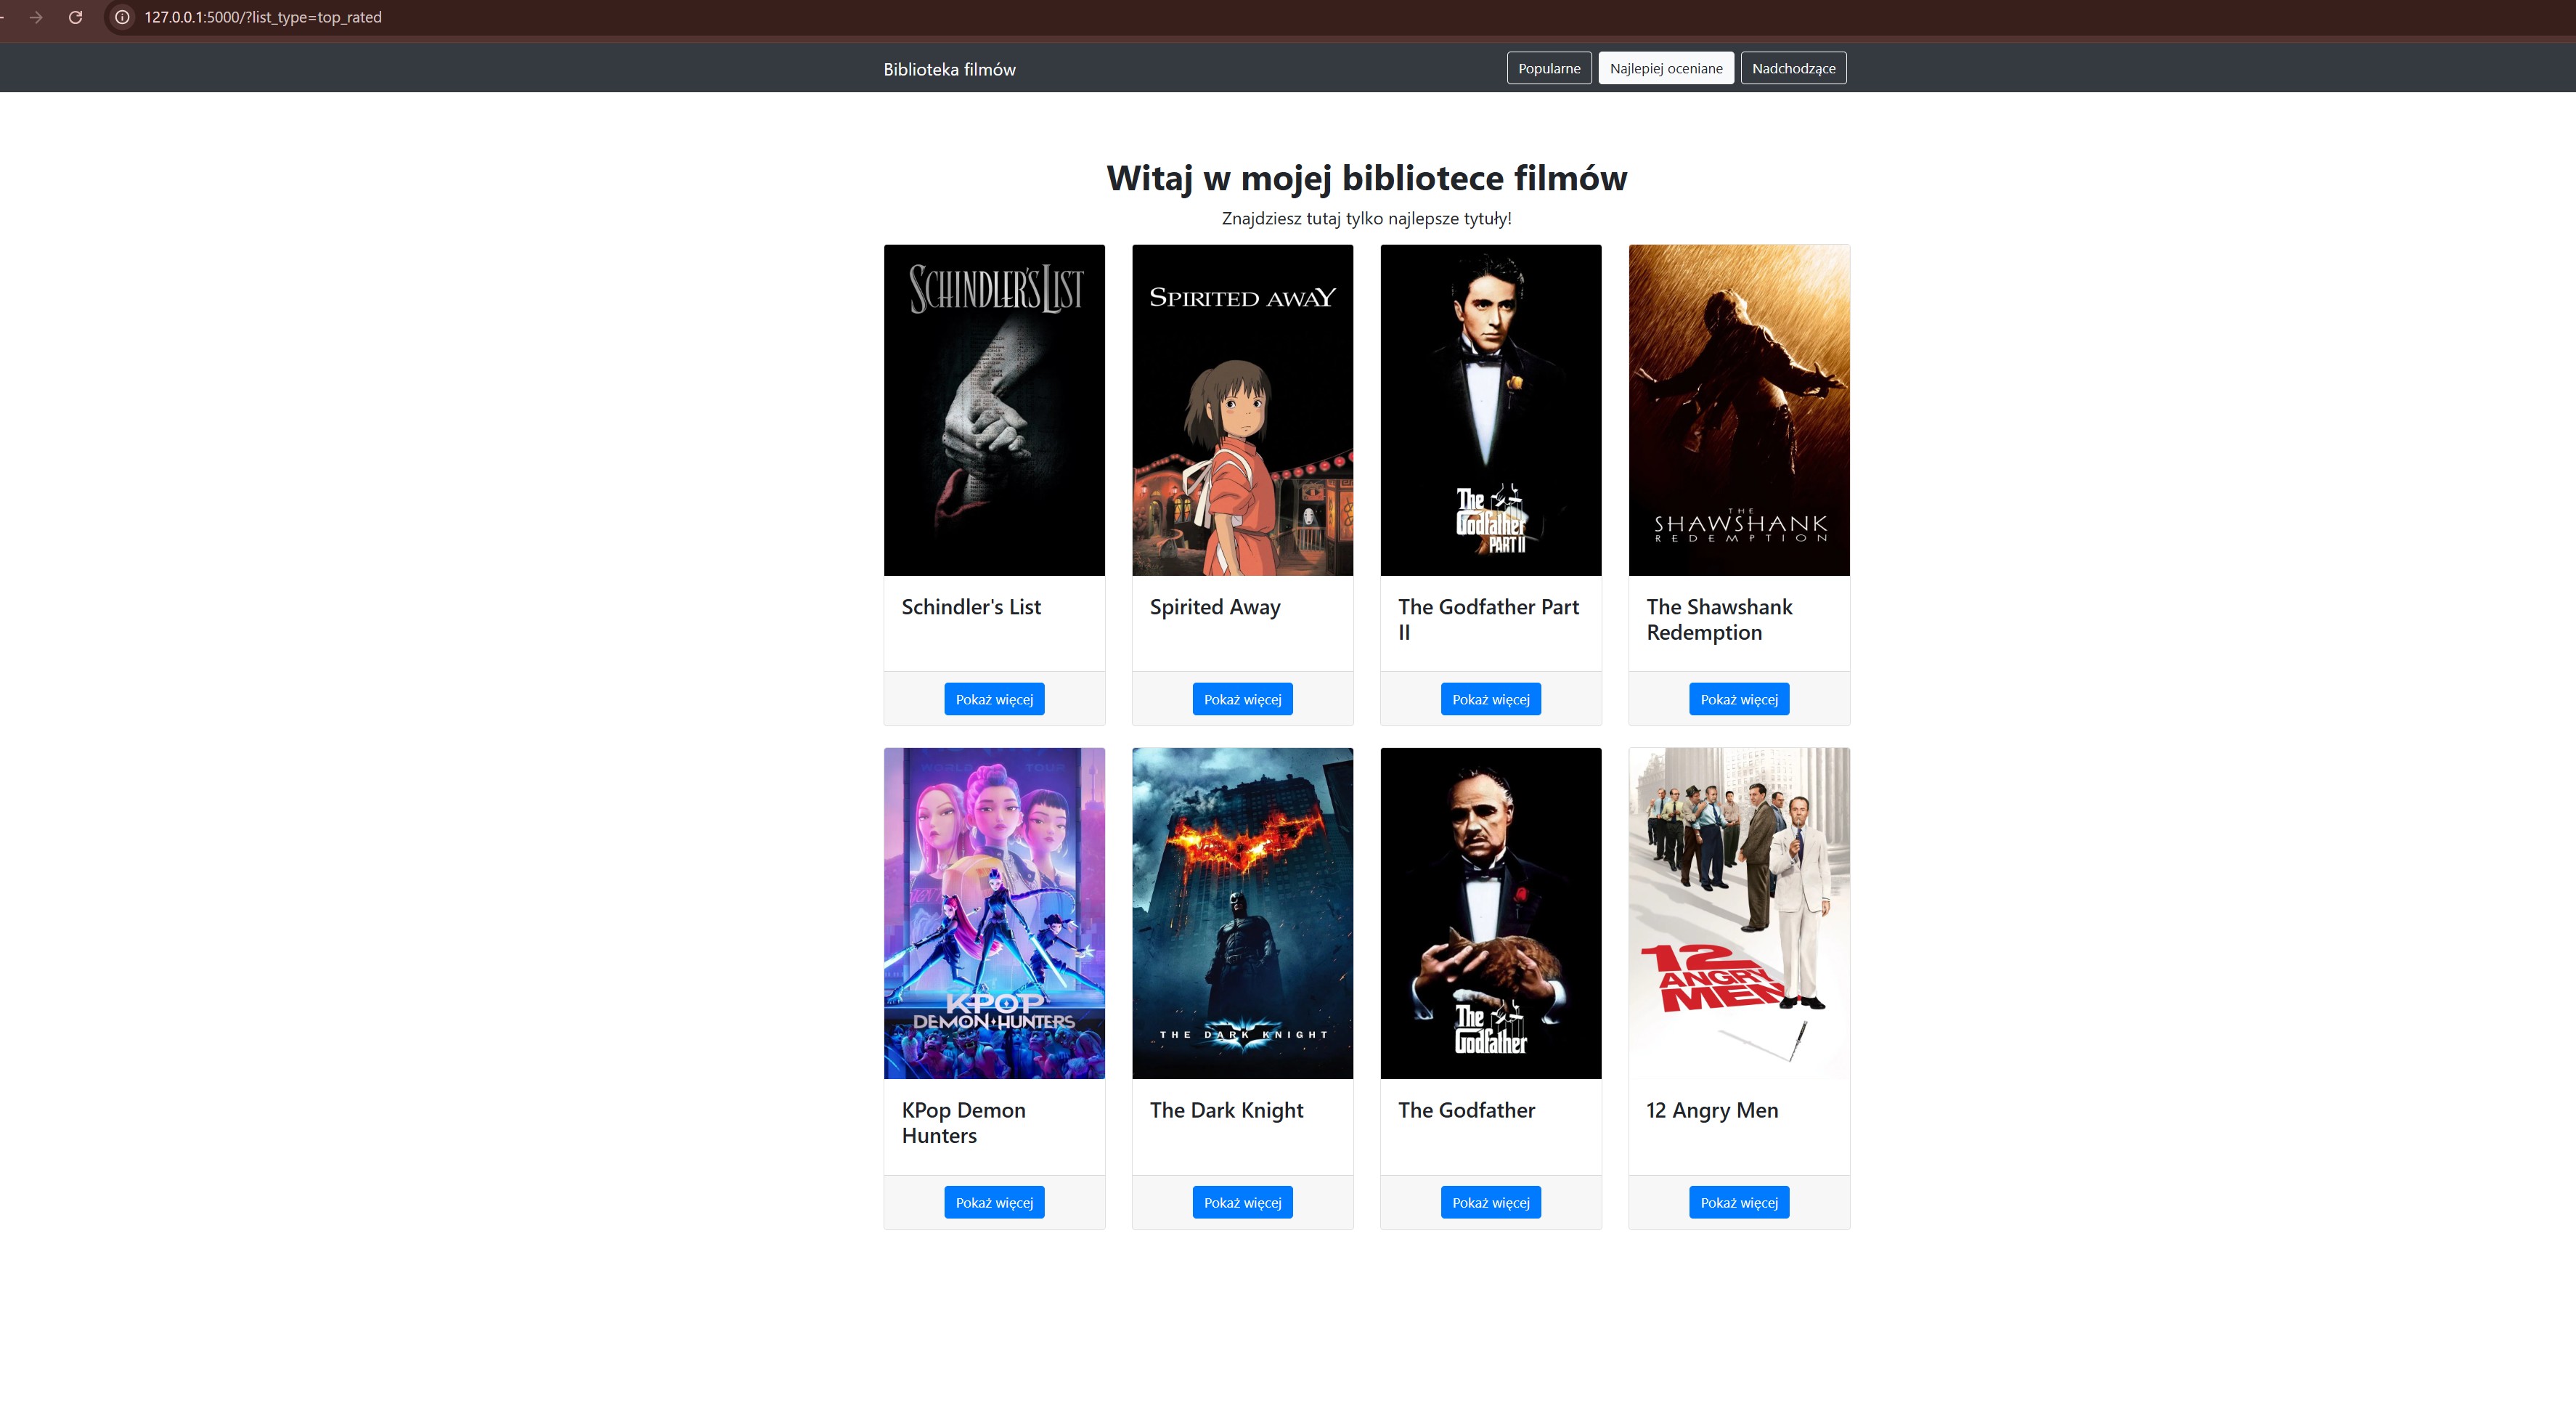 127.0.0.1:5000/?list_type=top_rated
Biblioteka filmów
Popularne
Najlepiej oceniane
Nadchodzące
Witaj w mojej bibliotece filmów
Znajdziesz tutaj tylko najlepsze tytuły!
SCHINDLER'S LIST
SPIRITED AWAY
The
Godfather
PART II
THE
SHAWSHANK
REDEMPTION
Schindler's List
Spirited Away
The Godfather Part
II
The Shawshank
Redemption
Pokaż więcej
Pokaż więcej
Pokaż więcej
Pokaż więcej
WORLD TOUR
KPOP
DEMON HUNTERS
THE DARK KNIGHT
The
Godfather
12
ANGRY
MEN
KPop Demon
Hunters
The Dark Knight
The Godfather
12 Angry Men
Pokaż więcej
Pokaż więcej
Pokaż więcej
Pokaż więcej